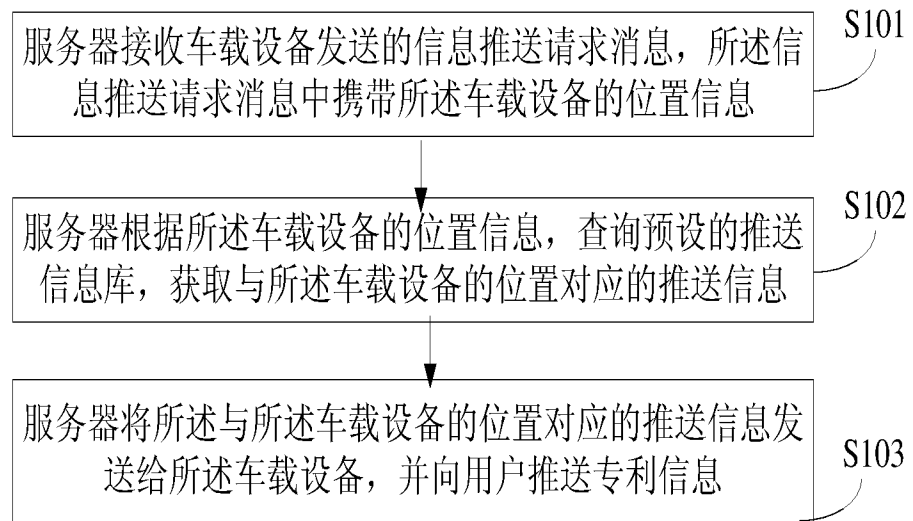 服务器接收车载设备发送的信息推送请求消息，所述信
息推送请求消息中携带所述车载设备的位置信息
S101
服务器根据所述车载设备的位置信息，查询预设的推送
信息库，获取与所述车载设备的位置对应的推送信息
S102
服务器将所述与所述车载设备的位置对应的推送信息发
送给所述车载设备，并向用户推送专利信息
S103